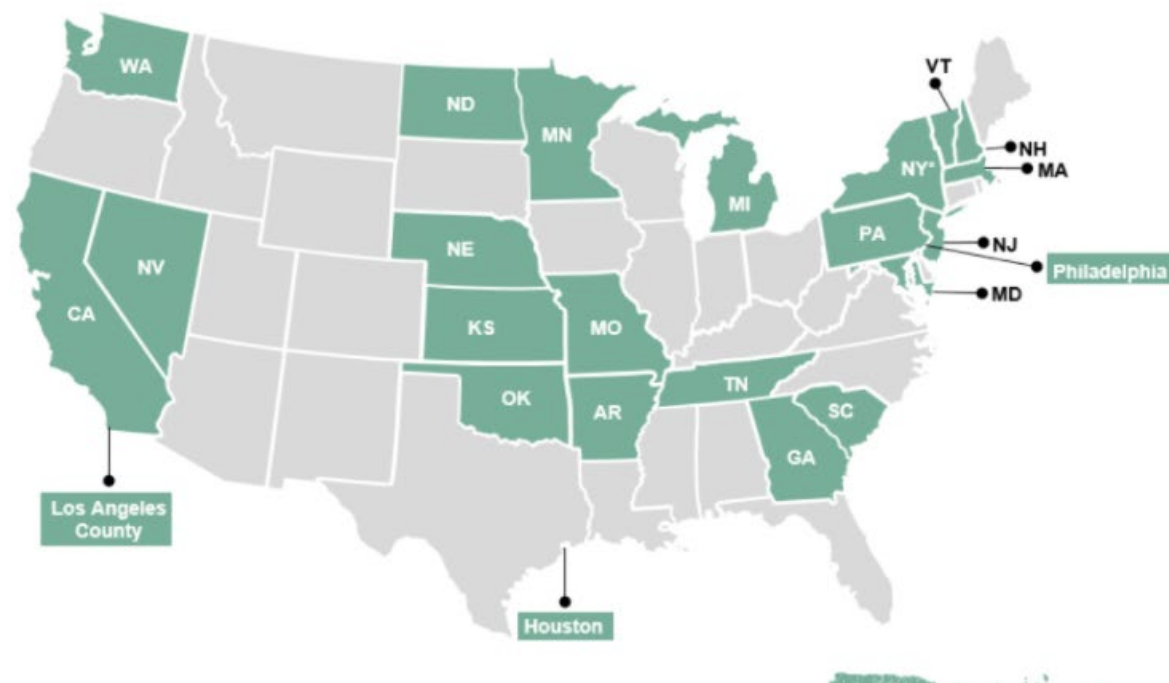 WA
ND
MN
VT
NH
MA
NY*
MI
PA
NJ
Philadelphia
MD
NE
NV
CA
KS
MO
OK
AR
TN
SC
GA
Los Angeles
County
Houston